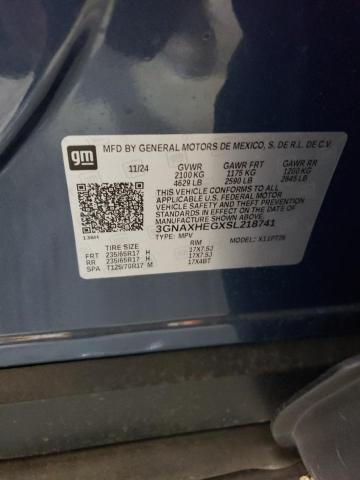 gm
MFD BY GENERAL MOTORS DE MEXICO, S. DE R.L. DE C.V.
11/24 GVWR GAWR FRT GAWR RR
2100 KG 1175 KG 1200 KG
4629 LB 2590 LB 2645 LB
THIS VEHICLE CONFORMS TO ALL
APPLICABLE U.S. FEDERAL MOTOR
VEHICLE SAFETY AND THEFT
PREVENTION STANDARDS IN EFFECT
ON THE DATE OF MANUFACTURE
SHOWN ABOVE.
3GNAXHEGXSL218741
TYPE: MPV MODEL:
TIRE SIZE RIM
FRT 235/65R17 H 17X7.5J
RR 235/65R17 H 17X7.5J
SPA T125/70R17 M 17X4BT